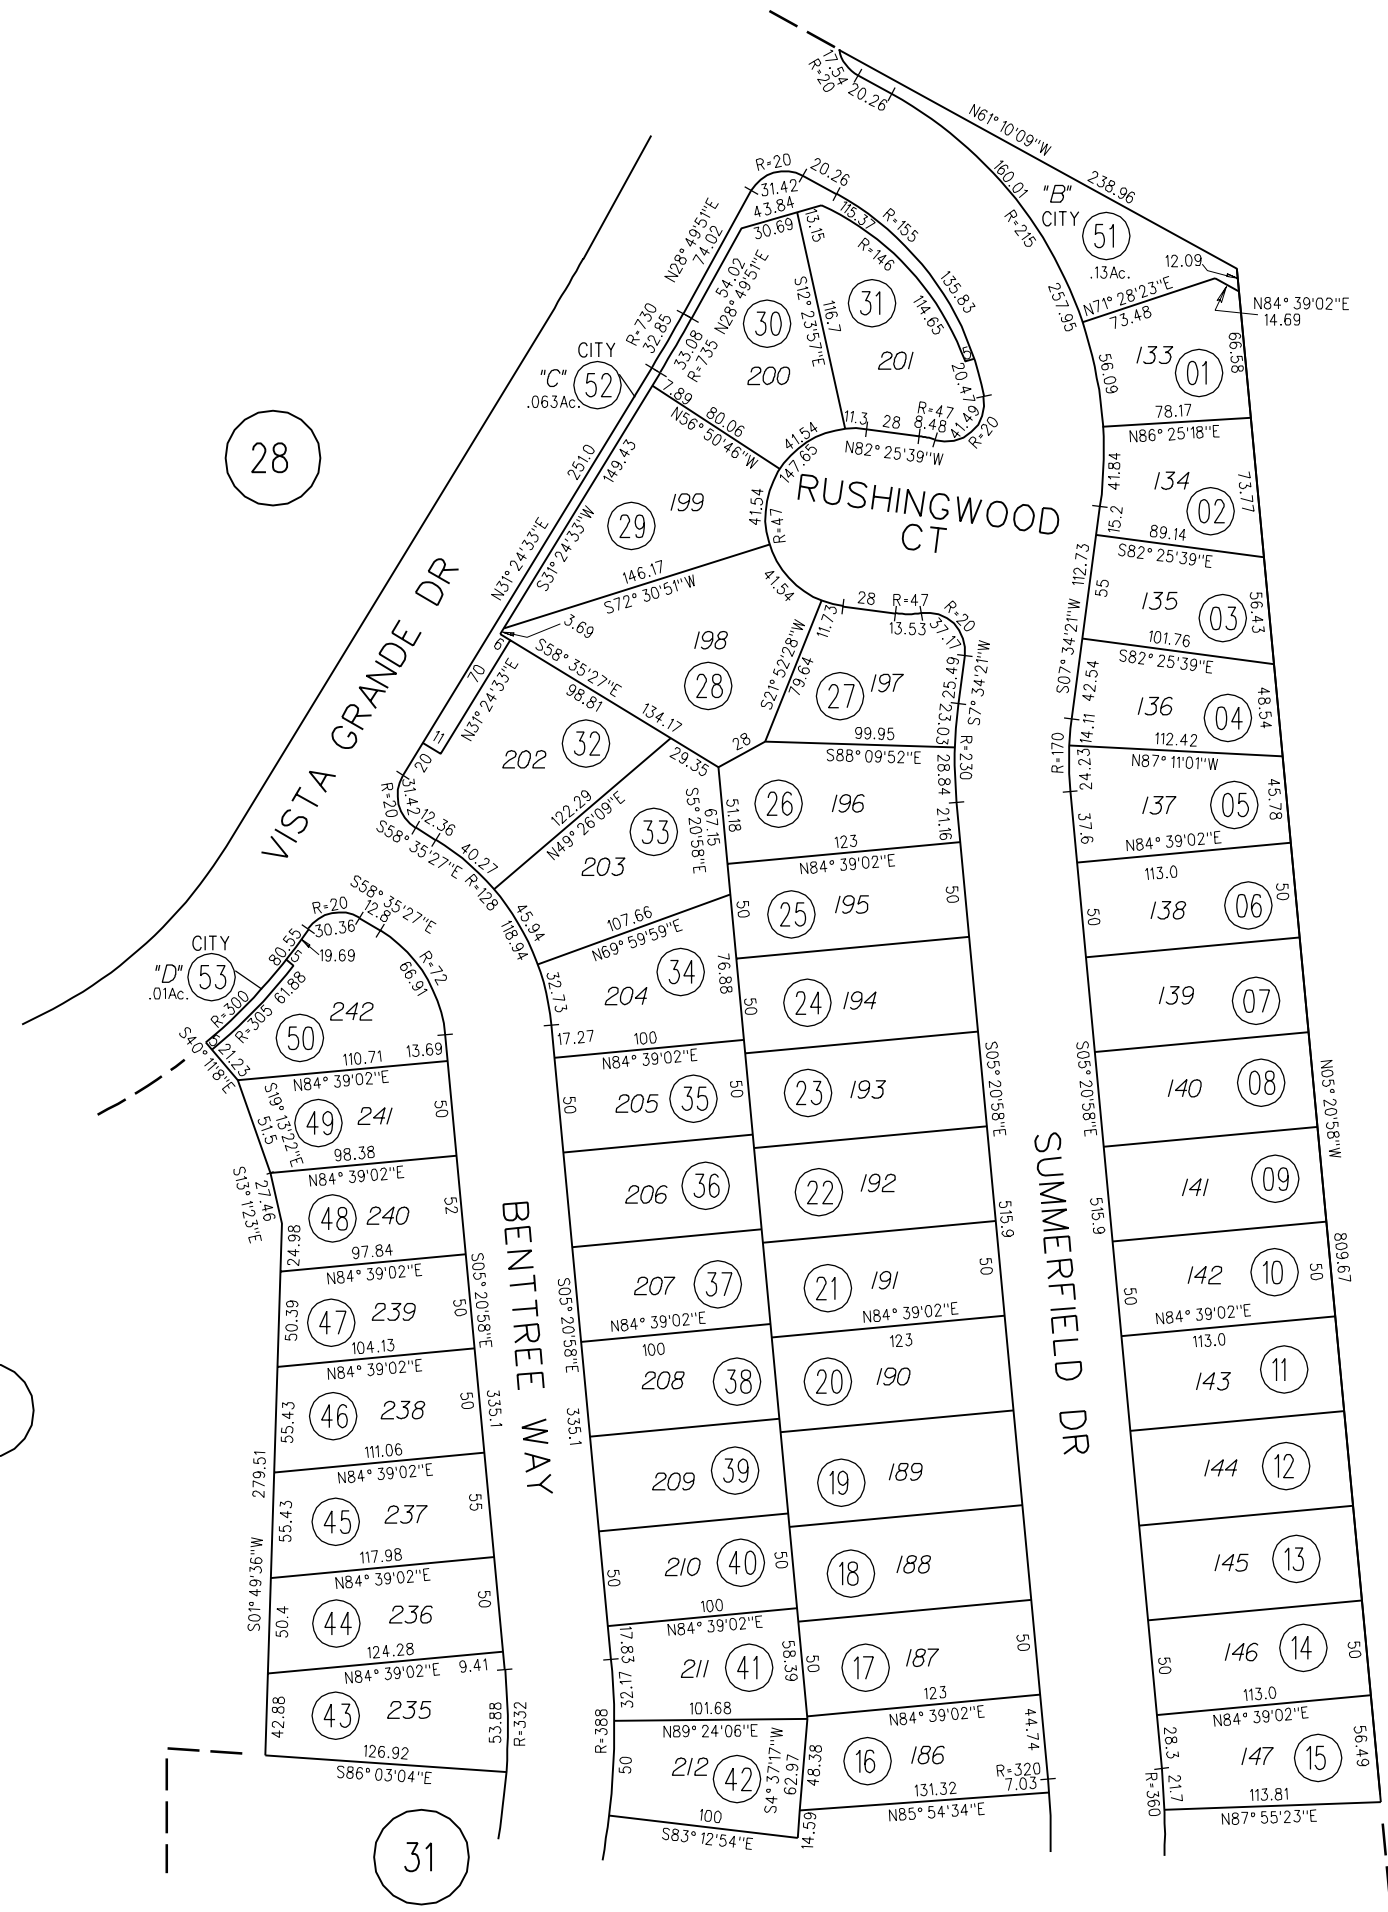 17.54
R=20
20.26
N61° 10'09"W
238.96
160.01
R=215
"B"
CITY
51
.13Ac.
12.09
N71° 28'23"E
73.48
N84° 39'02"E
14.69
257.95
R=20
31.42
20.26
43.84
30.69
13.15
115.37
R=155
R=146
135.83
114.65
N28° 49'51"E
74.02
54.02
N28° 49'51"E
R=730
32.85
33.08
R=735
30
200
S12° 23'57"E
116.7
31
201
5
20.47
41.49
R=20
R=47
8.48
28
11.3
N82° 25'39"W
CITY
"C"
52
.063Ac.
7.89
80.06
N56° 50'46"W
41.54
147.65
28
251.0
149.43
N31° 24'33"E
S31° 24'33"W
199
29
41.54
R=47
RUSHINGWOOD
CT
146.17
S72° 30'51"W
41.54
3.69
6
S58° 35'27"E
98.81
134.17
198
28
S21° 52'28"W
79.64
11.73
28
R=47
13.53
R=20
37.17
197
27
25.49
S7° 34'21"W
23.03
R=230
28.84
21.16
99.95
S88° 09'52"E
28
29.35
VISTA GRANDE DR
70
N31° 24'33"E
11
20
31.42
R=20
12.36
S58° 35'27"E
202
32
122.29
N49° 26'09"E
40.27
R=128
203
33
67.15
S5° 20'58"E
51.18
26
196
123
N84° 39'02"E
45.94
118.94
107.66
N69° 59'59"E
50
25
195
50
32.73
17.27
204
34
76.88
50
24
194
100
N84° 39'02"E
50
205
35
50
23
193
S05° 20'58"E
206
36
22
192
515.9
207
37
21
191
50
N84° 39'02"E
100
N84° 39'02"E
123
S05° 20'58"E
335.1
208
38
20
190
209
39
19
189
50
210
40
50
18
188
100
N84° 39'02"E
17.83
32.17
211
41
58.39
50
17
187
50
101.68
N89° 24'06"E
123
N84° 39'02"E
R=388
50
212
42
S4° 37'17"W
62.97
48.38
16
186
44.74
R=320
7.03
100
S83° 12'54"E
14.59
131.32
N85° 54'34"E
S58° 35'27"E
12.8
R=20
30.36
80.55
19.69
5
CITY
"D"
53
.01Ac.
R=300
R=305
61.88
R=72
66.91
242
50
6
21.23
S40° 11'8"E
110.71
13.69
N84° 39'02"E
S19° 13'22"E
51.5
49
241
50
98.38
N84° 39'02"E
S13° 1'23"E
27.46
24.98
48
240
52
97.84
N84° 39'02"E
S05° 20'58"E
335.1
50.39
47
239
50
104.13
N84° 39'02"E
55.43
46
238
50
111.06
N84° 39'02"E
279.51
S01° 49'36"W
55.43
45
237
55
117.98
N84° 39'02"E
50.4
44
236
50
124.28
N84° 39'02"E
9.41
42.88
43
235
53.88
R=332
126.92
S86° 03'04"E
31
BENTTREE WAY
SUMMERFIELD DR
56.09
133
01
66.58
78.17
N86° 25'18"E
41.84
15.2
134
02
73.77
89.14
S82° 25'39"E
112.73
S07° 34'21"W
55
135
03
56.43
101.76
S82° 25'39"E
42.54
14.11
136
04
48.54
112.42
N87° 11'01"W
R=170
24.23
37.6
137
05
45.78
N84° 39'02"E
113.0
50
138
06
50
139
07
S05° 20'58"E
140
08
N05° 20'58"W
141
09
515.9
809.67
142
10
50
50
N84° 39'02"E
113.0
143
11
144
12
145
13
50
146
14
50
113.0
N84° 39'02"E
28.3
21.7
R=360
147
15
56.49
113.81
N87° 55'23"E